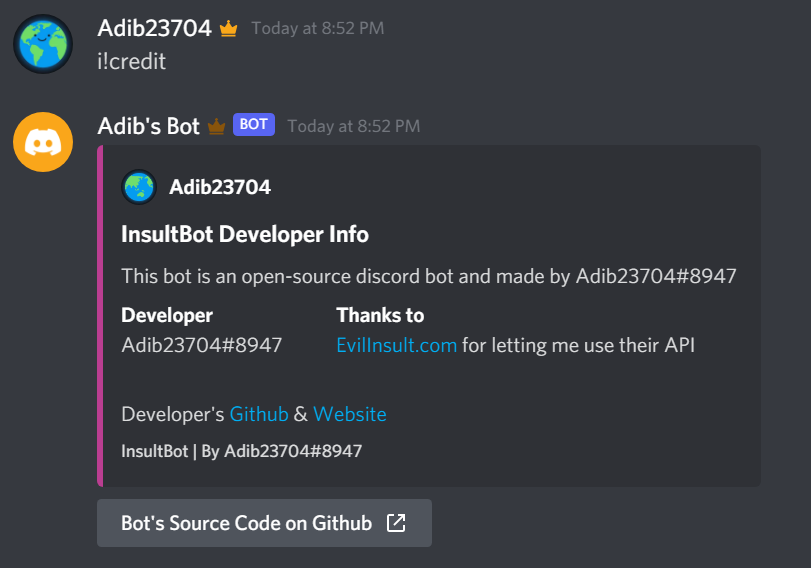 Adib23704 Today at 8:52 PM
i!credit
Adib's Bot BOT Today at 8:52 PM
Adib23704
InsultBot Developer Info
This bot is an open-source discord bot and made by Adib23704#8947
Developer Thanks to
Adib23704#8947 EvilInsult.com for letting me use their API
Developer's Github & Website
InsultBot | By Adib23704#8947
Bot's Source Code on Github